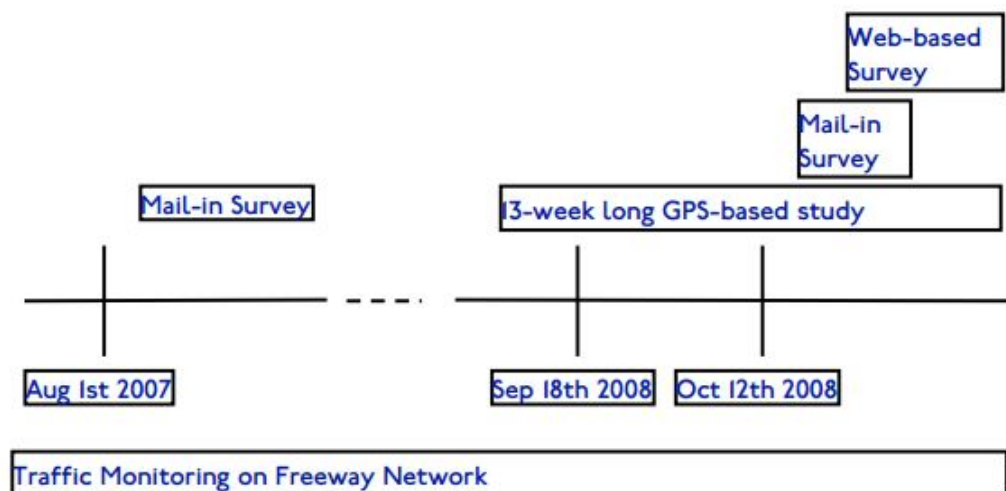 Web-based
Survey
Mail-in
Survey
Mail-in Survey
13-week long GPS-based study
Aug 1st 2007
Sep 18th 2008
Oct 12th 2008
Traffic Monitoring on Freeway Network